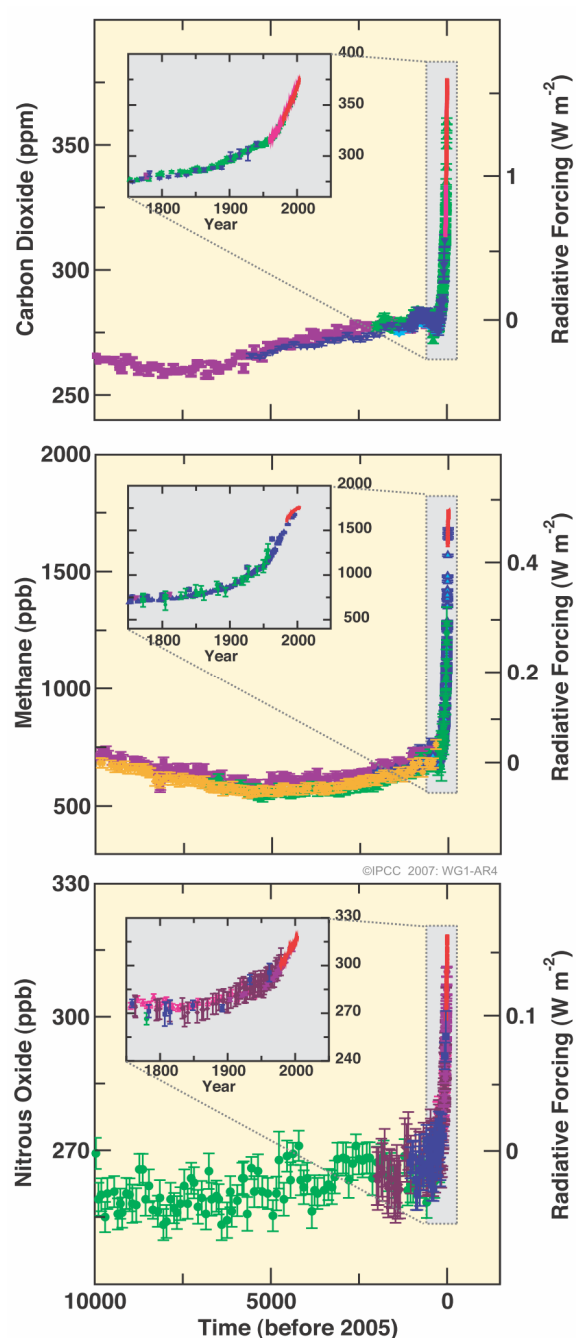 400
350
300
1800 1900 2000
Year
350
300
250
Carbon Dioxide (ppm)
1
0
Radiative Forcing (W m-2)
2000
1500
1000
500
Methane (ppb)
2000
1500
1000
500
1800 1900 2000
Year
0.4
0.2
0
Radiative Forcing (W m-2)
©IPCC 2007: WG1-AR4
330
300
270
Nitrous Oxide (ppb)
330
300
270
240
1800 1900 2000
Year
0.1
0
Radiative Forcing (W m-2)
10000 5000 0
Time (before 2005)